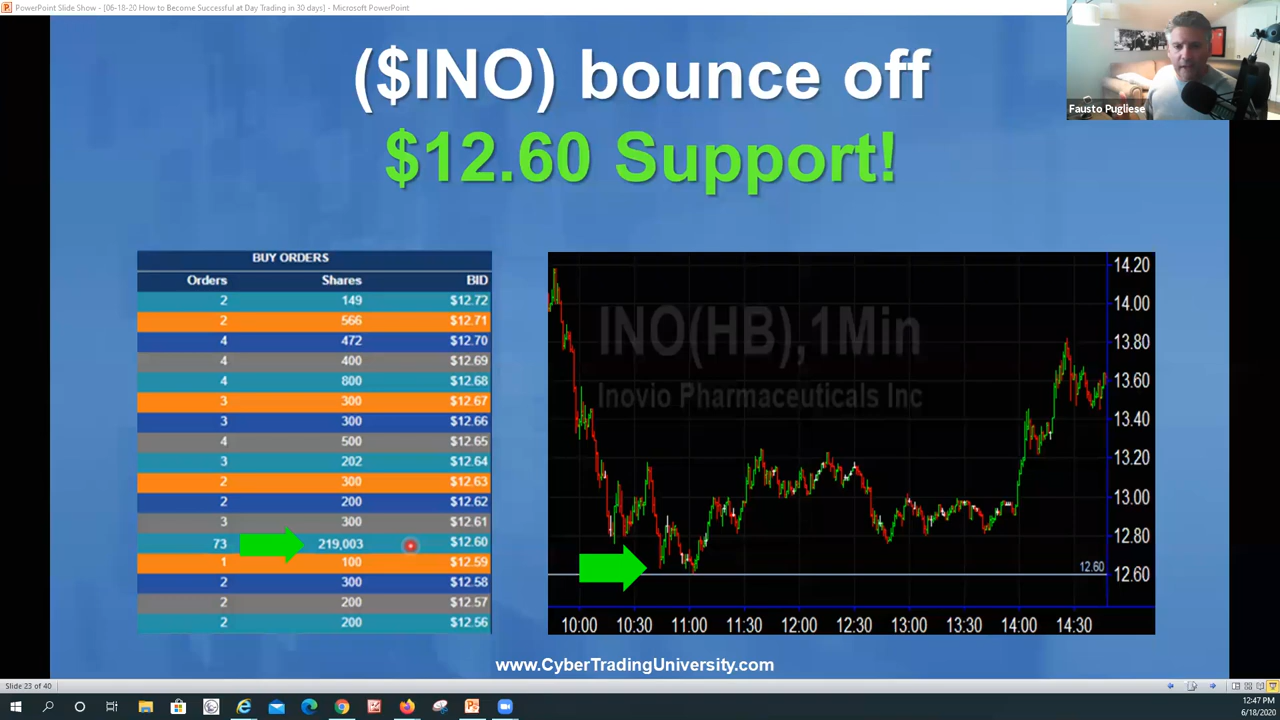 PowerPoint Slide Show - [06-18-20 How to Become Successful at Day Trading in 30 days] - Microsoft PowerPoint
($INO) bounce off
$12.60 Support!
Fausto Pugliese
BUY ORDERS
Orders Shares BID
2 149 $12.72
2 566 $12.71
4 472 $12.70
4 400 $12.69
4 800 $12.68
3 300 $12.67
3 300 $12.66
4 500 $12.65
3 202 $12.64
2 300 $12.63
2 200 $12.62
3 300 $12.61
73 219,003 $12.60
1 100 $12.59
2 300 $12.58
2 200 $12.57
2 200 $12.56
INO(HB),1Min
Inovio Pharmaceuticals Inc
14.20
14.00
13.80
13.60
13.40
13.20
13.00
12.80
12.60
12.60
10:00 10:30 11:00 11:30 12:00 12:30 13:00 13:30 14:00 14:30
www.CyberTradingUniversity.com
Slide 23 of 40
12:47 PM
6/18/2020